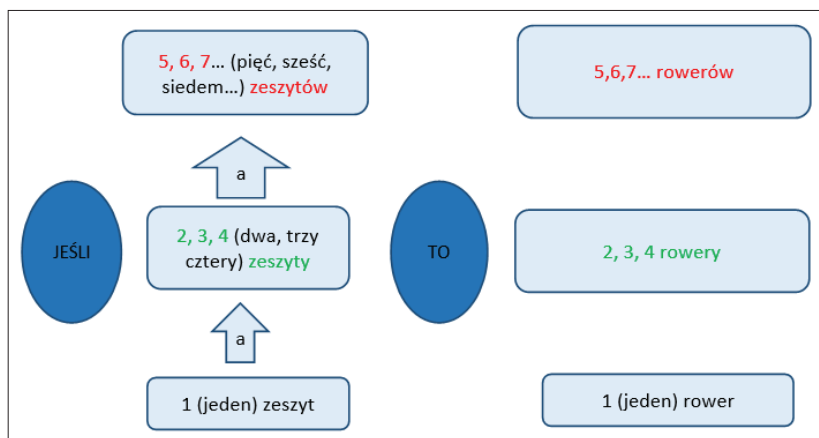 5, 6, 7... (pięć, sześć,
siedem...) zeszytów
5,6,7... rowerów
a
JEŚLI
2, 3, 4 (dwa, trzy
cztery) zeszyty
TO
2, 3, 4 rowery
a
1 (jeden) zeszyt
1 (jeden) rower